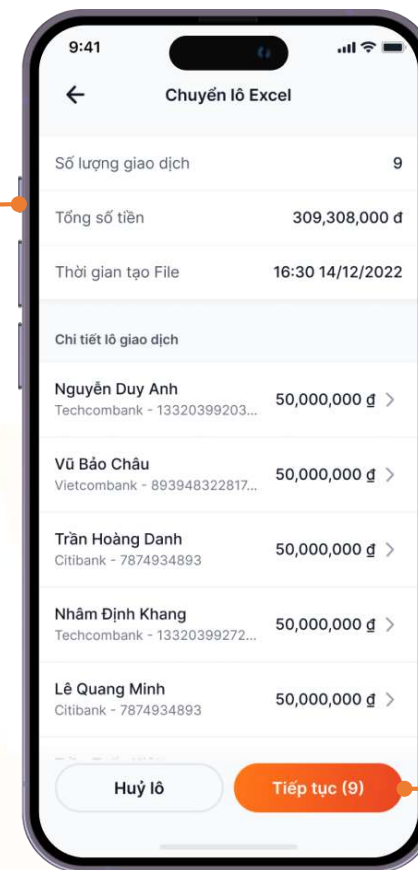 9:41
Chuyển lô Excel
Số lượng giao dịch 9
Tổng số tiền 309,308,000 đ
Thời gian tạo File 16:30 14/12/2022
Chi tiết lô giao dịch
Nguyễn Duy Anh
Techcombank - 13320399203...
50,000,000 ₫
Vũ Bảo Châu
Vietcombank - 893948322817...
50,000,000 ₫
Trần Hoàng Danh
Citibank - 7874934893
50,000,000 ₫
Nhâm Định Khang
Techcombank - 13320399272...
50,000,000 ₫
Lê Quang Minh
Citibank - 7874934893
50,000,000 ₫
Huỷ lô
Tiếp tục (9)